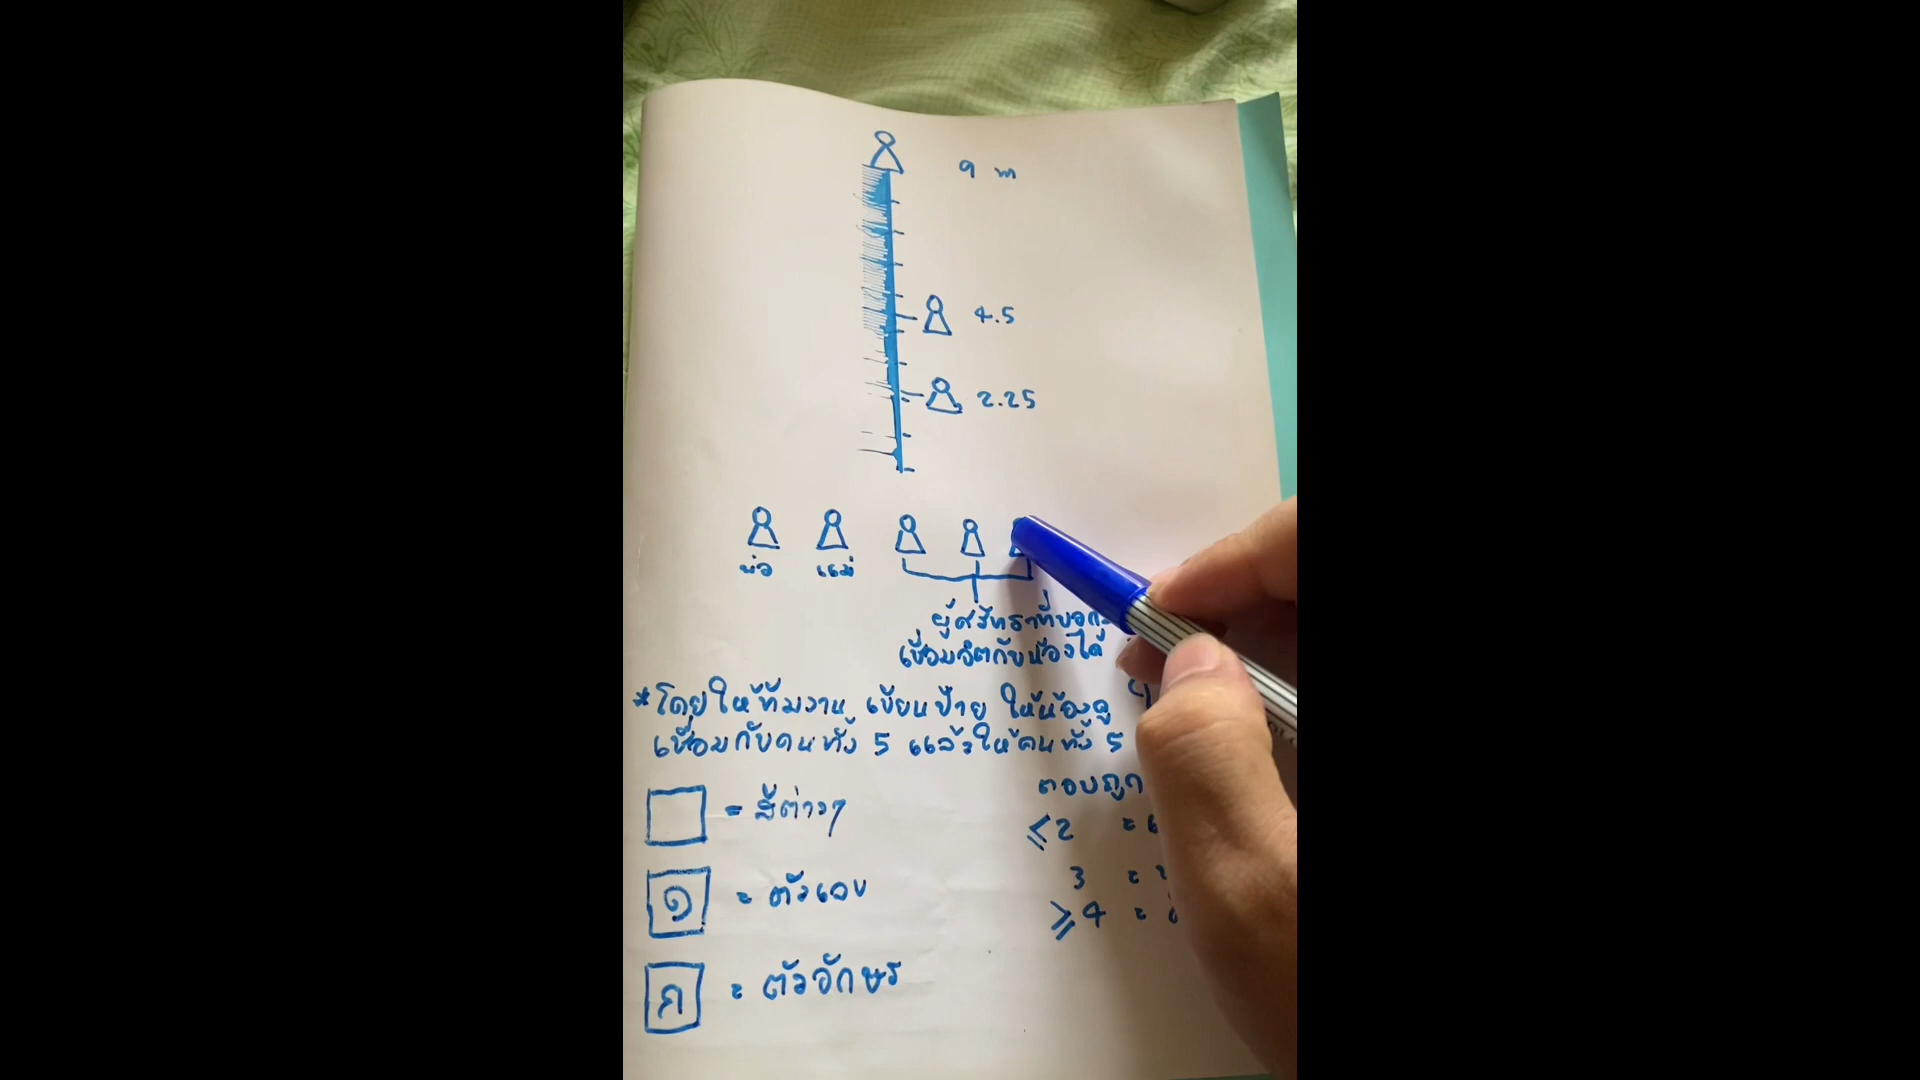 9 m
4.5
2.25
พ่อ แม่
ผู้ศรัทธาที่บอก
เชื่อมจิตกับน้องได้
*โดยให้ทีมงาน เขียนป้าย ให้น้องดู
เชื่อมกับคนทั้ง 5 แล้วให้คนทั้ง 5
ตอบถูก
= สีต่างๆ
≤2 =
๑ = ตัวเลข
3 =
≥4 =
ก = ตัวอักษร